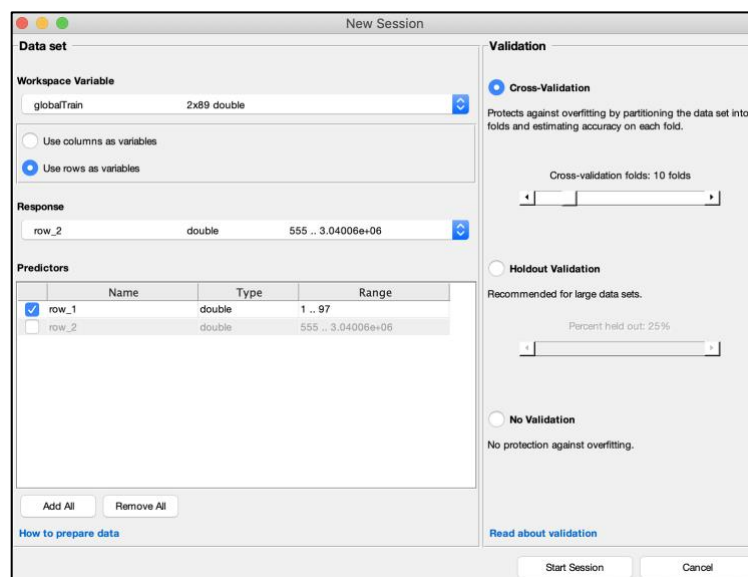 New Session
Data set
Workspace Variable
globalTrain 2x89 double
Use columns as variables
Use rows as variables
Response
row_2 double 555 .. 3.04006e+06
Predictors
Name Type Range
row_1 double 1 .. 97
row_2 double 555 .. 3.04006e+06
Add All Remove All
How to prepare data
Validation
Cross-Validation
Protects against overfitting by partitioning the data set into
folds and estimating accuracy on each fold.
Cross-validation folds: 10 folds
Holdout Validation
Recommended for large data sets.
Percent held out: 25%
No Validation
No protection against overfitting.
Read about validation
Start Session Cancel